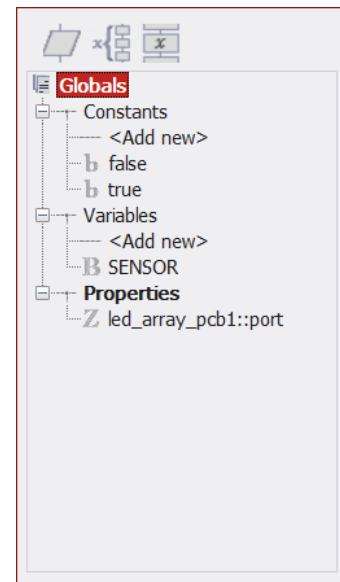 x
x
Globals
Constants
<Add new>
b false
b true
Variables
<Add new>
B SENSOR
Properties
Z led_array_pcb1::port